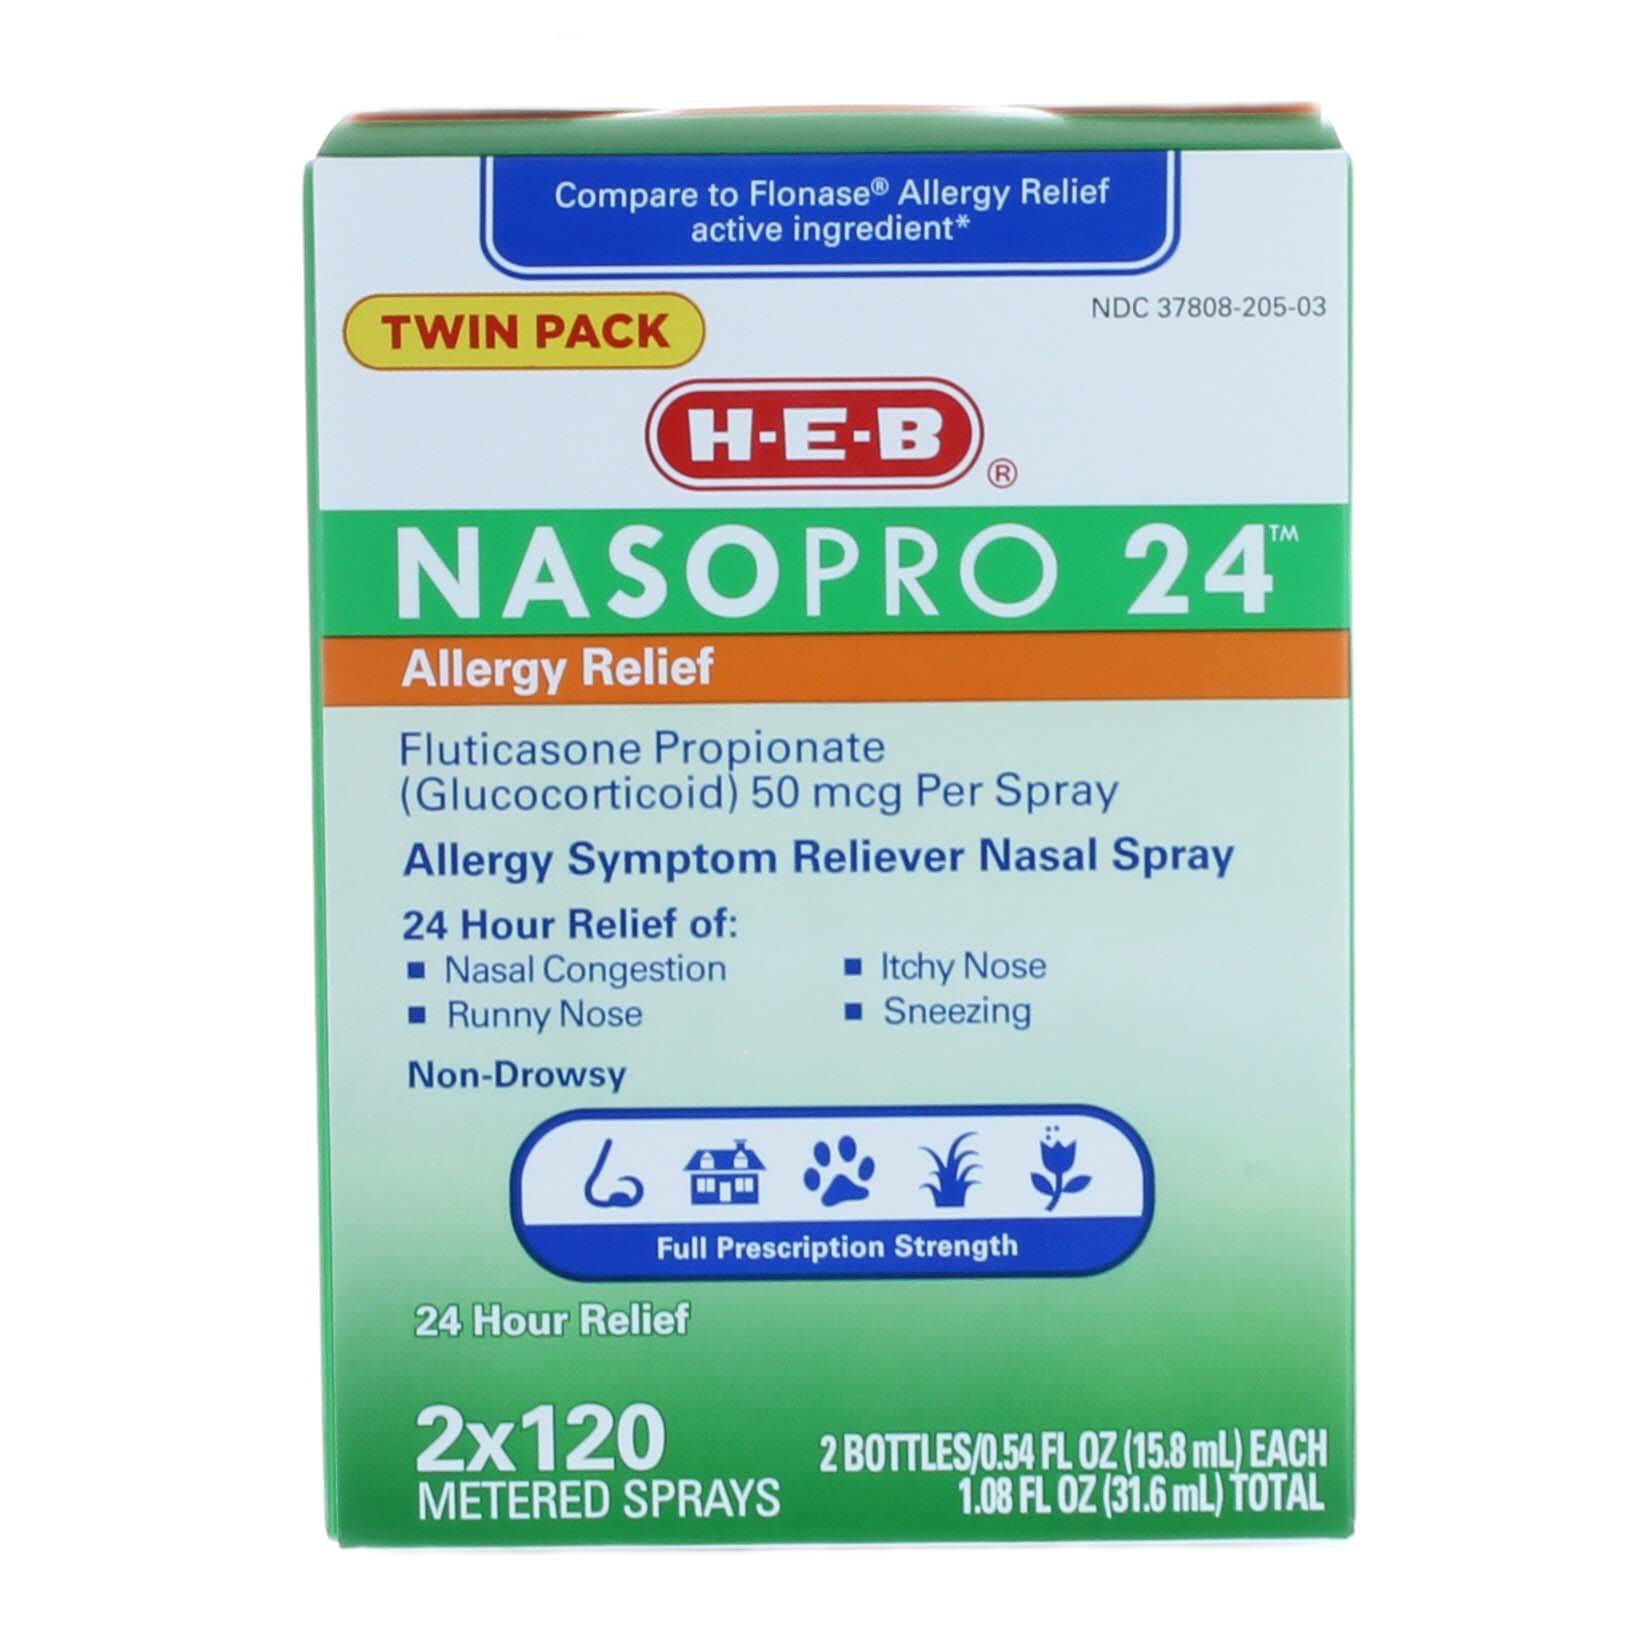 Compare to Flonase® Allergy Relief
active ingredient*
TWIN PACK
NDC 37808-205-03
H-E-B®
NASOPRO 24™
Allergy Relief
Fluticasone Propionate
(Glucocorticoid) 50 mcg Per Spray
Allergy Symptom Reliever Nasal Spray
24 Hour Relief of:
▪ Nasal Congestion ▪ Itchy Nose
▪ Runny Nose ▪ Sneezing
Non-Drowsy
Full Prescription Strength
24 Hour Relief
2x120
METERED SPRAYS
2 BOTTLES/0.54 FL OZ (15.8 mL) EACH
1.08 FL OZ (31.6 mL) TOTAL